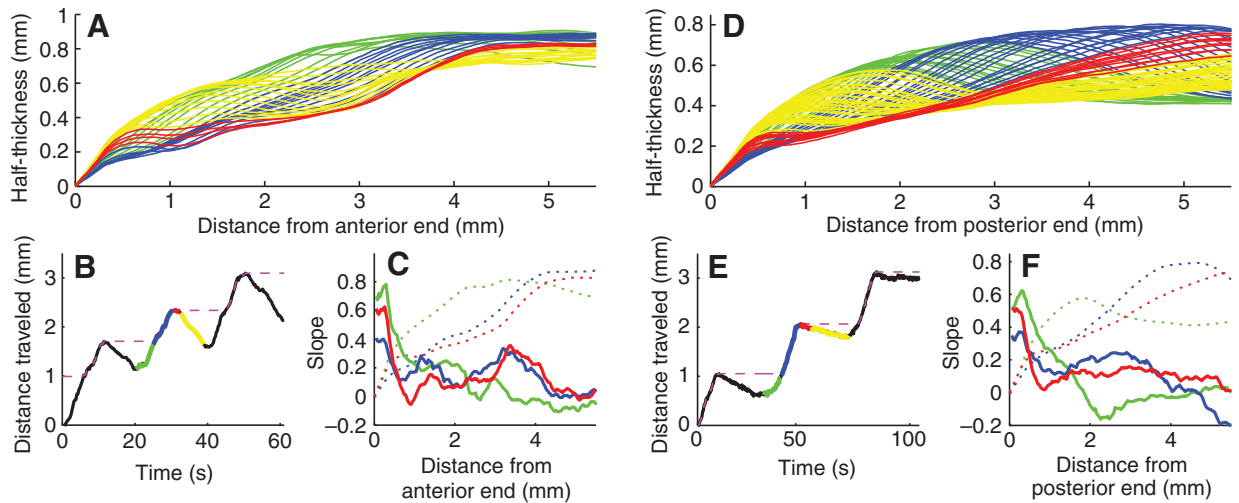 A
Half-thickness (mm)
1
0.8
0.6
0.4
0.2
0
0 1 2 3 4 5
Distance from anterior end (mm)
D
Half-thickness (mm)
0.8
0.6
0.4
0.2
0
0 1 2 3 4 5
Distance from posterior end (mm)
B
Distance traveled (mm)
3
2
1
0
0 20 40 60
Time (s)
C
Slope
0.8
0.6
0.4
0.2
0
–0.2
0 2 4
Distance from
anterior end (mm)
E
Distance traveled (mm)
3
2
1
0
0 50 100
Time (s)
F
Slope
0.8
0.6
0.4
0.2
0
–0.2
0 2 4
Distance from
posterior end (mm)